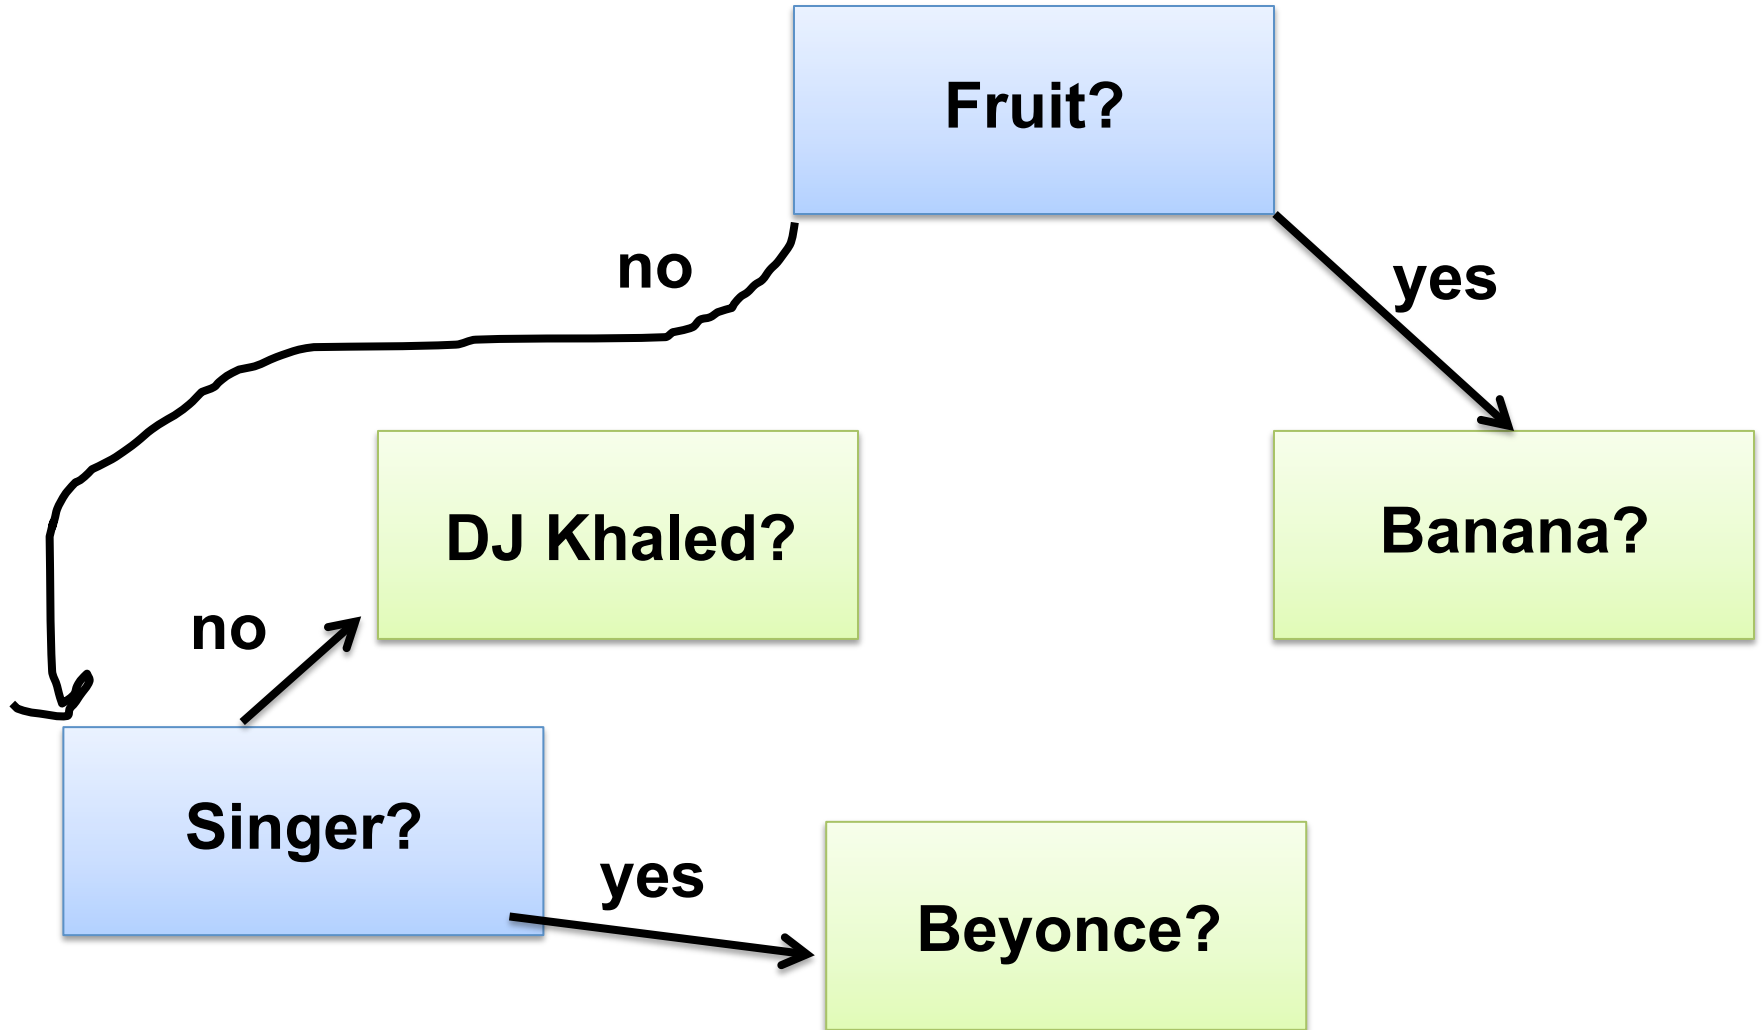 Fruit?
no
yes
DJ Khaled?
Banana?
no
Singer?
yes
Beyonce?